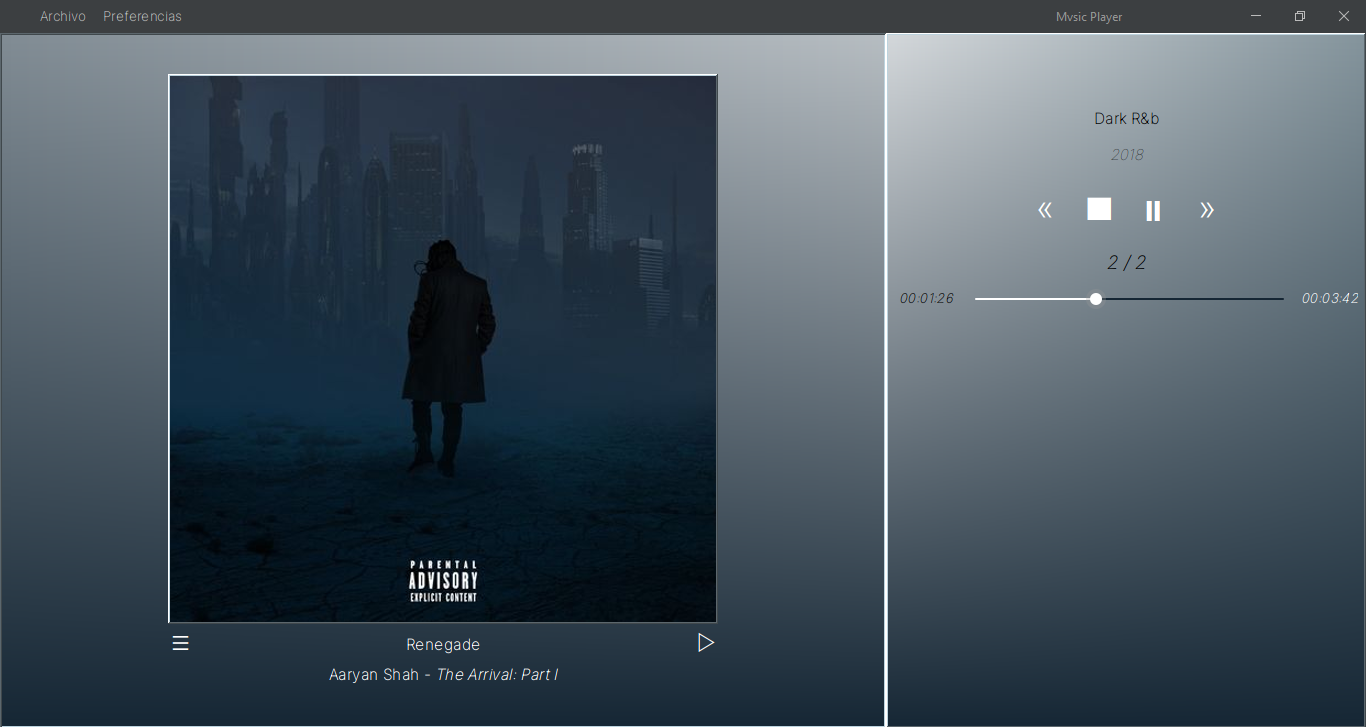 Archivo Preferencias Mvsic Player
PARENTAL
ADVISORY
EXPLICIT CONTENT
Renegade
Aaryan Shah - The Arrival: Part I
Dark R&b
2018
2 / 2
00:01:26 00:03:42